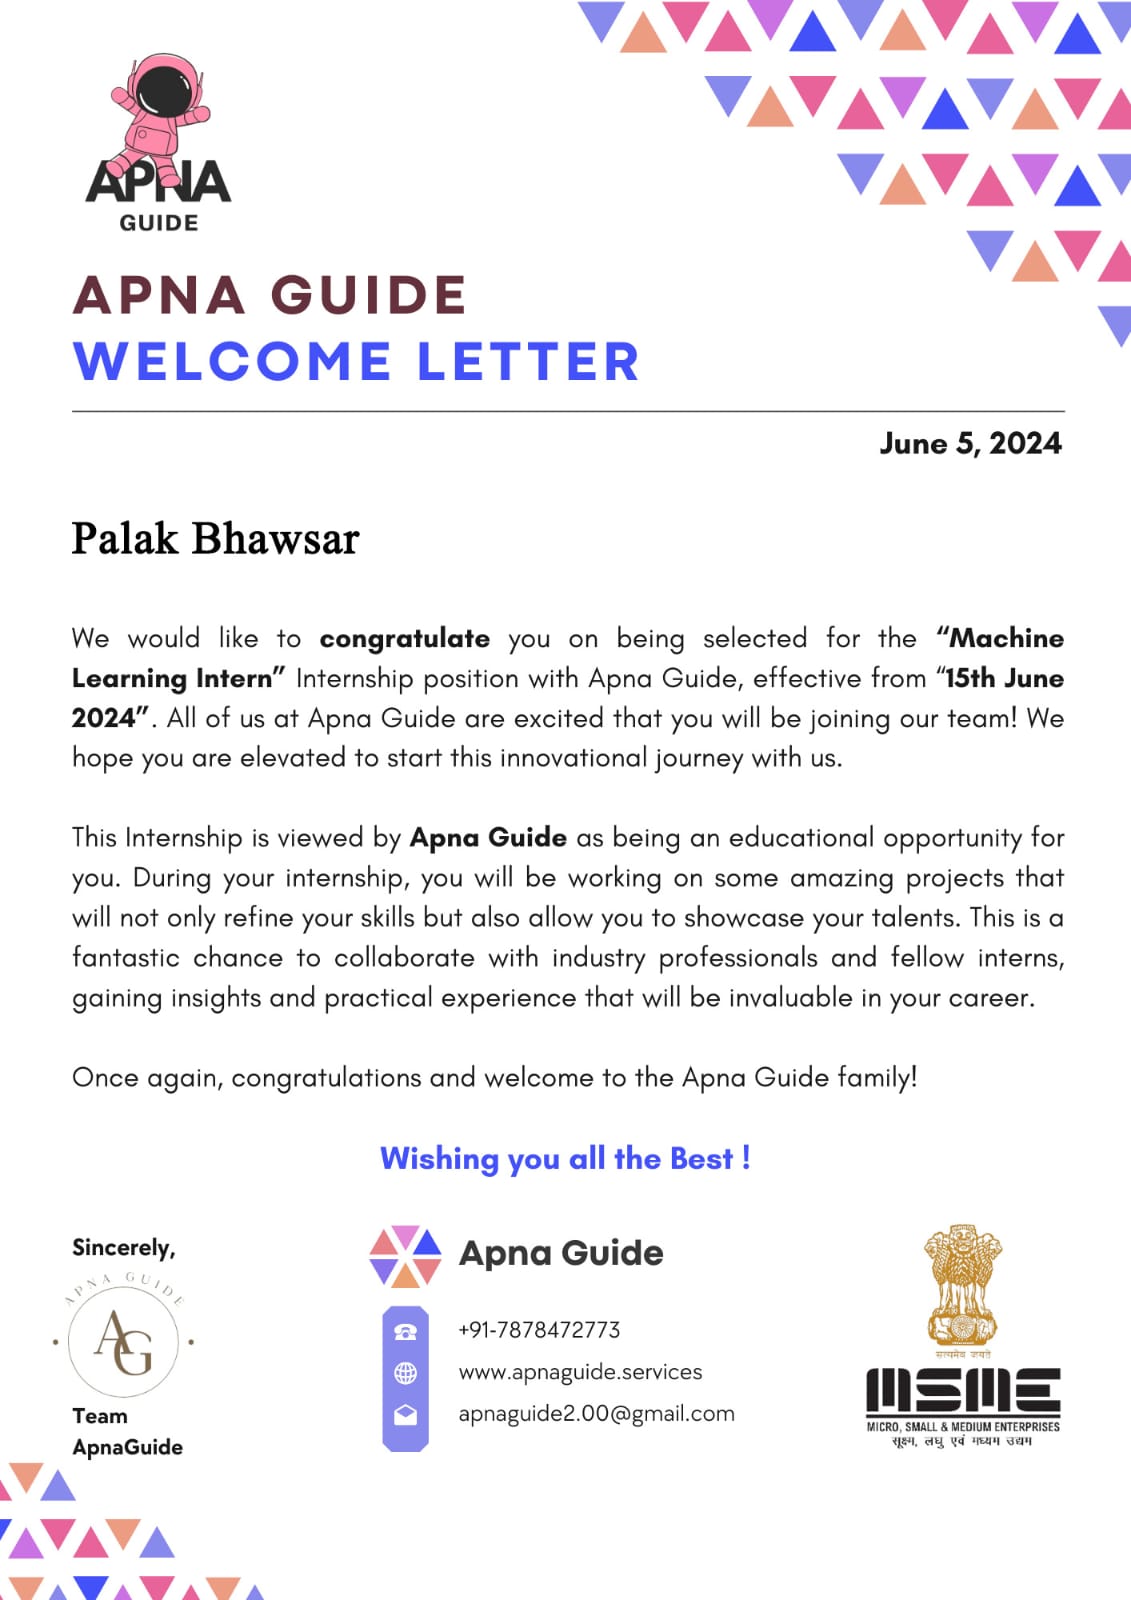 APNA
GUIDE
APNA GUIDE
WELCOME LETTER
June 5, 2024
Palak Bhawsar
We would like to congratulate you on being selected for the “Machine
Learning Intern” Internship position with Apna Guide, effective from “15th June
2024”. All of us at Apna Guide are excited that you will be joining our team! We
hope you are elevated to start this innovational journey with us.
This Internship is viewed by Apna Guide as being an educational opportunity for
you. During your internship, you will be working on some amazing projects that
will not only refine your skills but also allow you to showcase your talents. This is a
fantastic chance to collaborate with industry professionals and fellow interns,
gaining insights and practical experience that will be invaluable in your career.
Once again, congratulations and welcome to the Apna Guide family!
Wishing you all the Best !
Sincerely,
APNA GUIDE
AG
Team
ApnaGuide
Apna Guide
+91-7878472773
www.apnaguide.services
apnaguide2.00@gmail.com
सत्यमेव जयते
MSME
MICRO, SMALL & MEDIUM ENTERPRISES
सूक्ष्म, लघु एवं मध्यम उद्यम